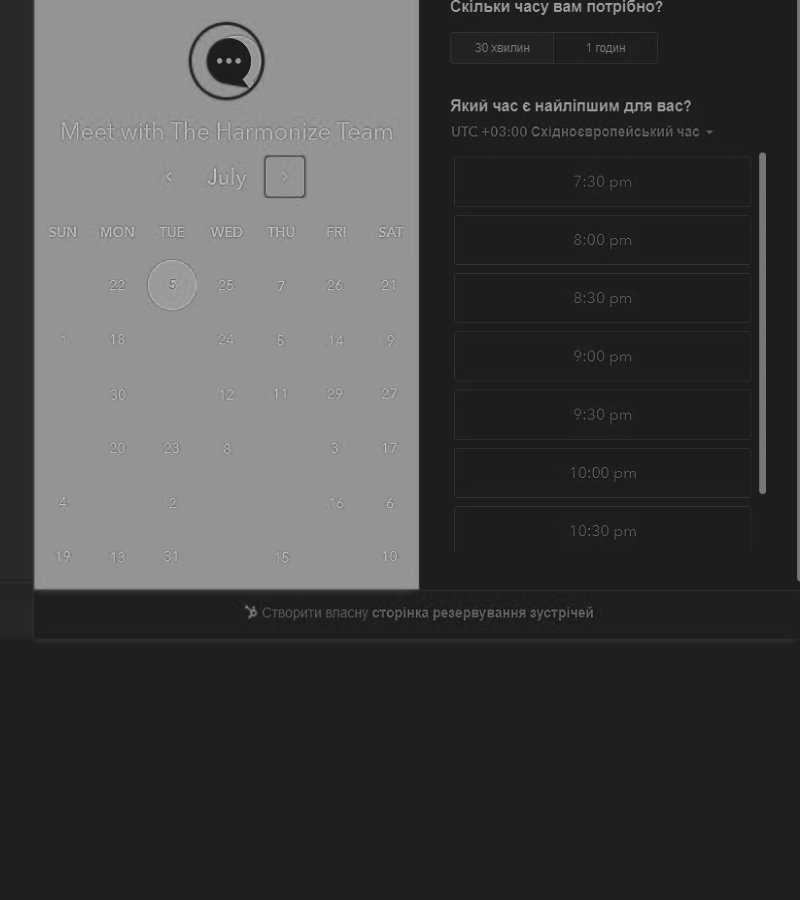 Скільки часу вам потрібно?
30 хвилин 1 годин
Meet with The Harmonize Team
July
SUN MON TUE WED THU FRI SAT
22 5 25 7 26 21
1 18 24 5 14 9
30 12 11 29 27
20 23 8 3 17
4 2 16 6
19 13 31 15 10
Який час є найліпшим для вас?
UTC +03:00 Східноєвропейський час
7:30 pm
8:00 pm
8:30 pm
9:00 pm
9:30 pm
10:00 pm
10:30 pm
Створити власну сторінка резервування зустрічей